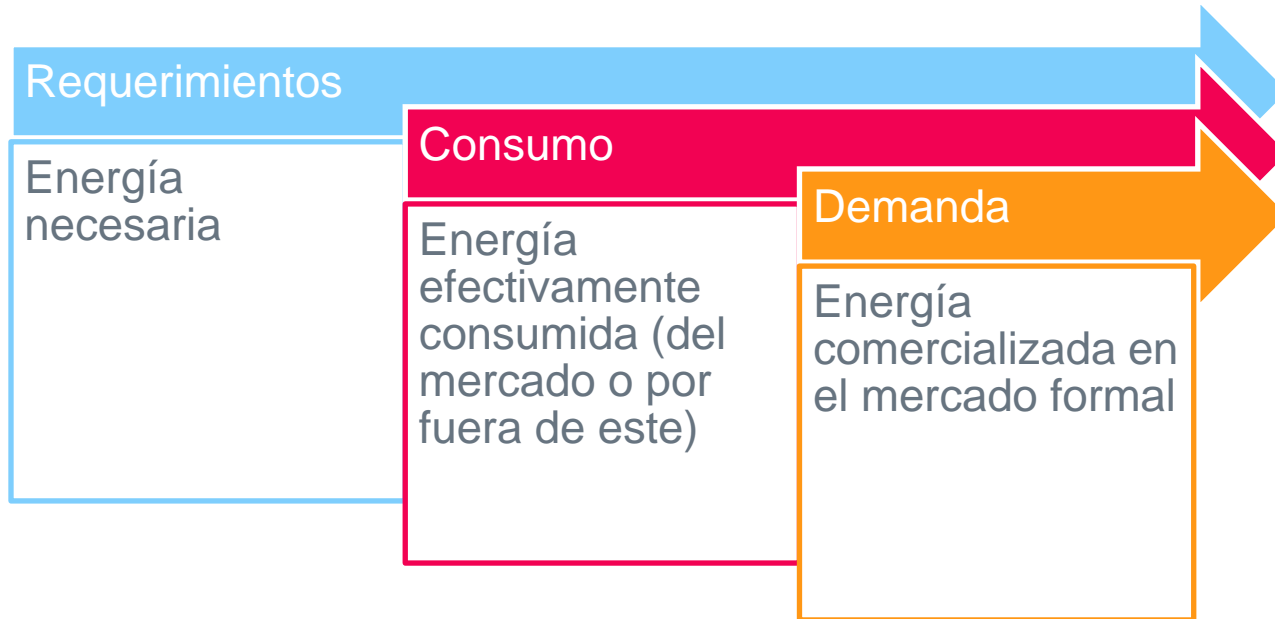 Requerimientos
Energía
necesaria
Consumo
Energía
efectivamente
consumida (del
mercado o por
fuera de este)
Demanda
Energía
comercializada en
el mercado formal